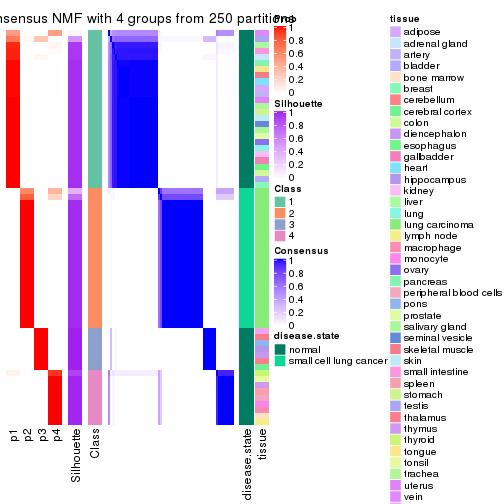 nsensus NMF with 4 groups from 250 partitions
Prop
1
0.8
0.6
0.4
0.2
0
Silhouette
1
0.8
0.6
0.4
0.2
0
Class
1
2
3
4
Consensus
1
0.8
0.6
0.4
0.2
0
disease.state
normal
small cell lung cancer
tissue
adipose
adrenal gland
artery
bladder
bone marrow
breast
cerebellum
cerebral cortex
colon
diencephalon
esophagus
gallbadder
heart
hippocampus
kidney
liver
lung
lung carcinoma
lymph node
macrophage
monocyte
ovary
pancreas
peripheral blood cells
pons
prostate
salivary gland
seminal vesicle
skeletal muscle
skin
small intestine
spleen
stomach
testis
thalamus
thymus
thyroid
tongue
tonsil
trachea
uterus
vein
p1
p2
p3
p4
Silhouette
Class
disease.state
tissue